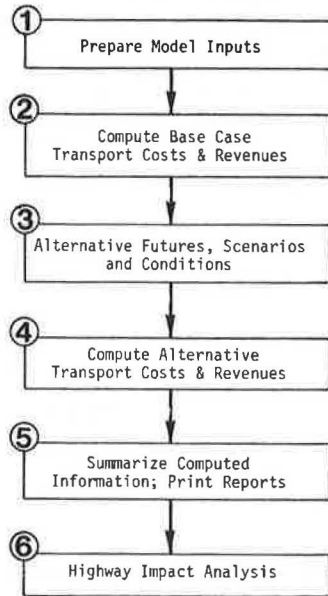 1
Prepare Model Inputs
2
Compute Base Case
Transport Costs & Revenues
3
Alternative Futures, Scenarios
and Conditions
4
Compute Alternative
Transport Costs & Revenues
5
Summarize Computed
Information; Print Reports
6
Highway Impact Analysis